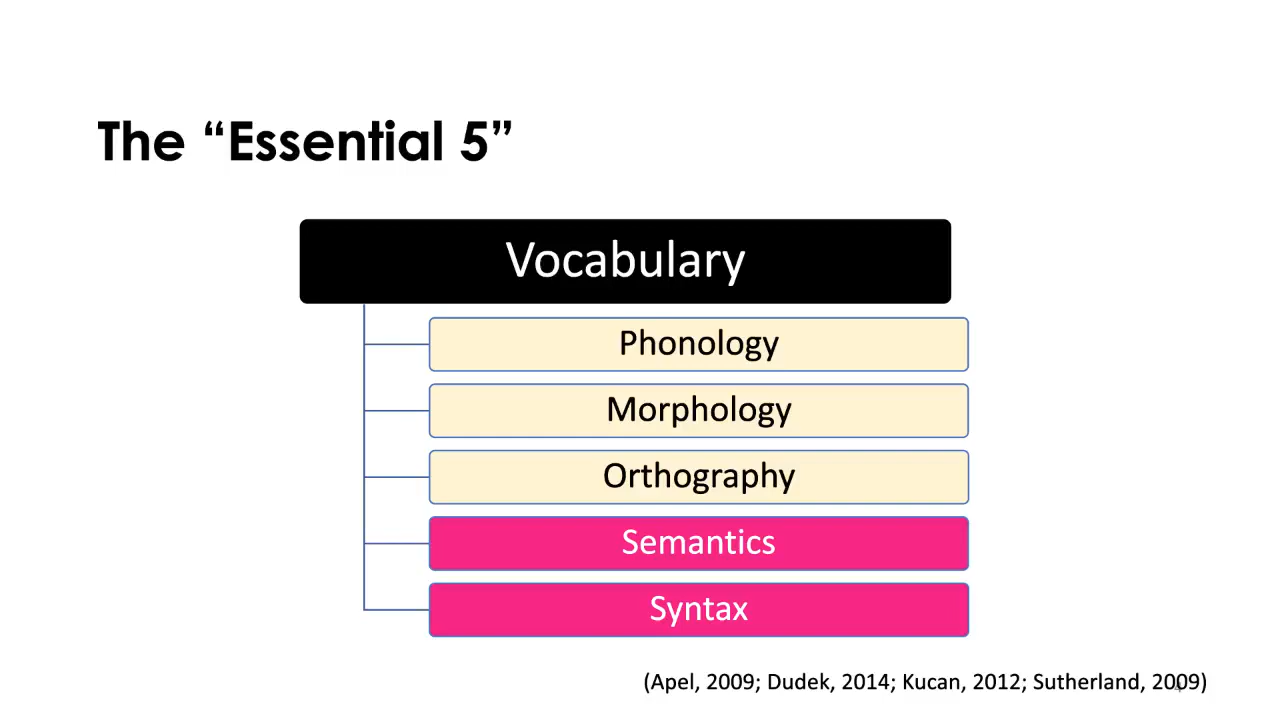 The “Essential 5”
Vocabulary
Phonology
Morphology
Orthography
Semantics
Syntax
(Apel, 2009; Dudek, 2014; Kucan, 2012; Sutherland, 2009)